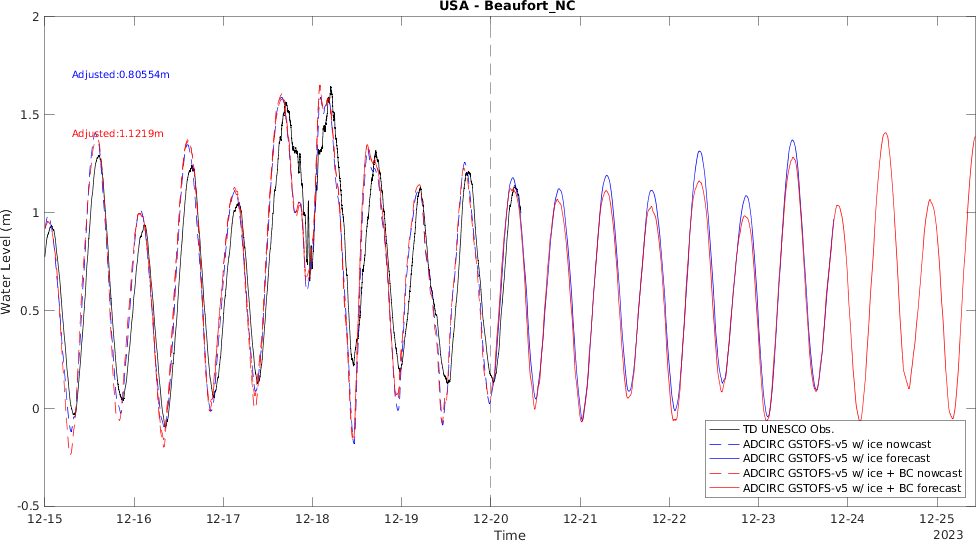 USA - Beaufort_NC
2
Adjusted:0.80554m
1.5
Adjusted:1.1219m
1
Water Level (m)
0.5
0
TD UNESCO Obs.
ADCIRC GSTOFS-v5 w/ ice nowcast
ADCIRC GSTOFS-v5 w/ ice forecast
ADCIRC GSTOFS-v5 w/ ice + BC nowcast
ADCIRC GSTOFS-v5 w/ ice + BC forecast
-0.5
12-15 12-16 12-17 12-18 12-19 12-20 12-21 12-22 12-23 12-24 12-25
Time
2023